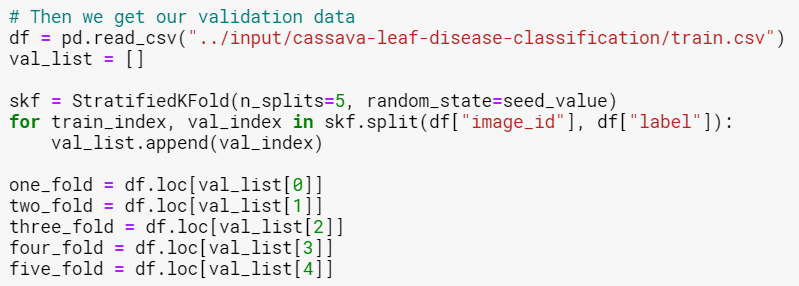 # Then we get our validation data
df = pd.read_csv("../input/cassava-leaf-disease-classification/train.csv")
val_list = []
skf = StratifiedKFold(n_splits=5, random_state=seed_value)
for train_index, val_index in skf.split(df["image_id"], df["label"]):
    val_list.append(val_index)
one_fold = df.loc[val_list[0]]
two_fold = df.loc[val_list[1]]
three_fold = df.loc[val_list[2]]
four_fold = df.loc[val_list[3]]
five_fold = df.loc[val_list[4]]